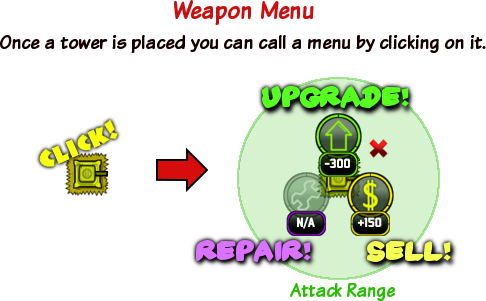 Weapon Menu
Once a tower is placed you can call a menu by clicking on it.
CLICK!
UPGRADE!
-300
N/A
+150
REPAIR!
SELL!
Attack Range